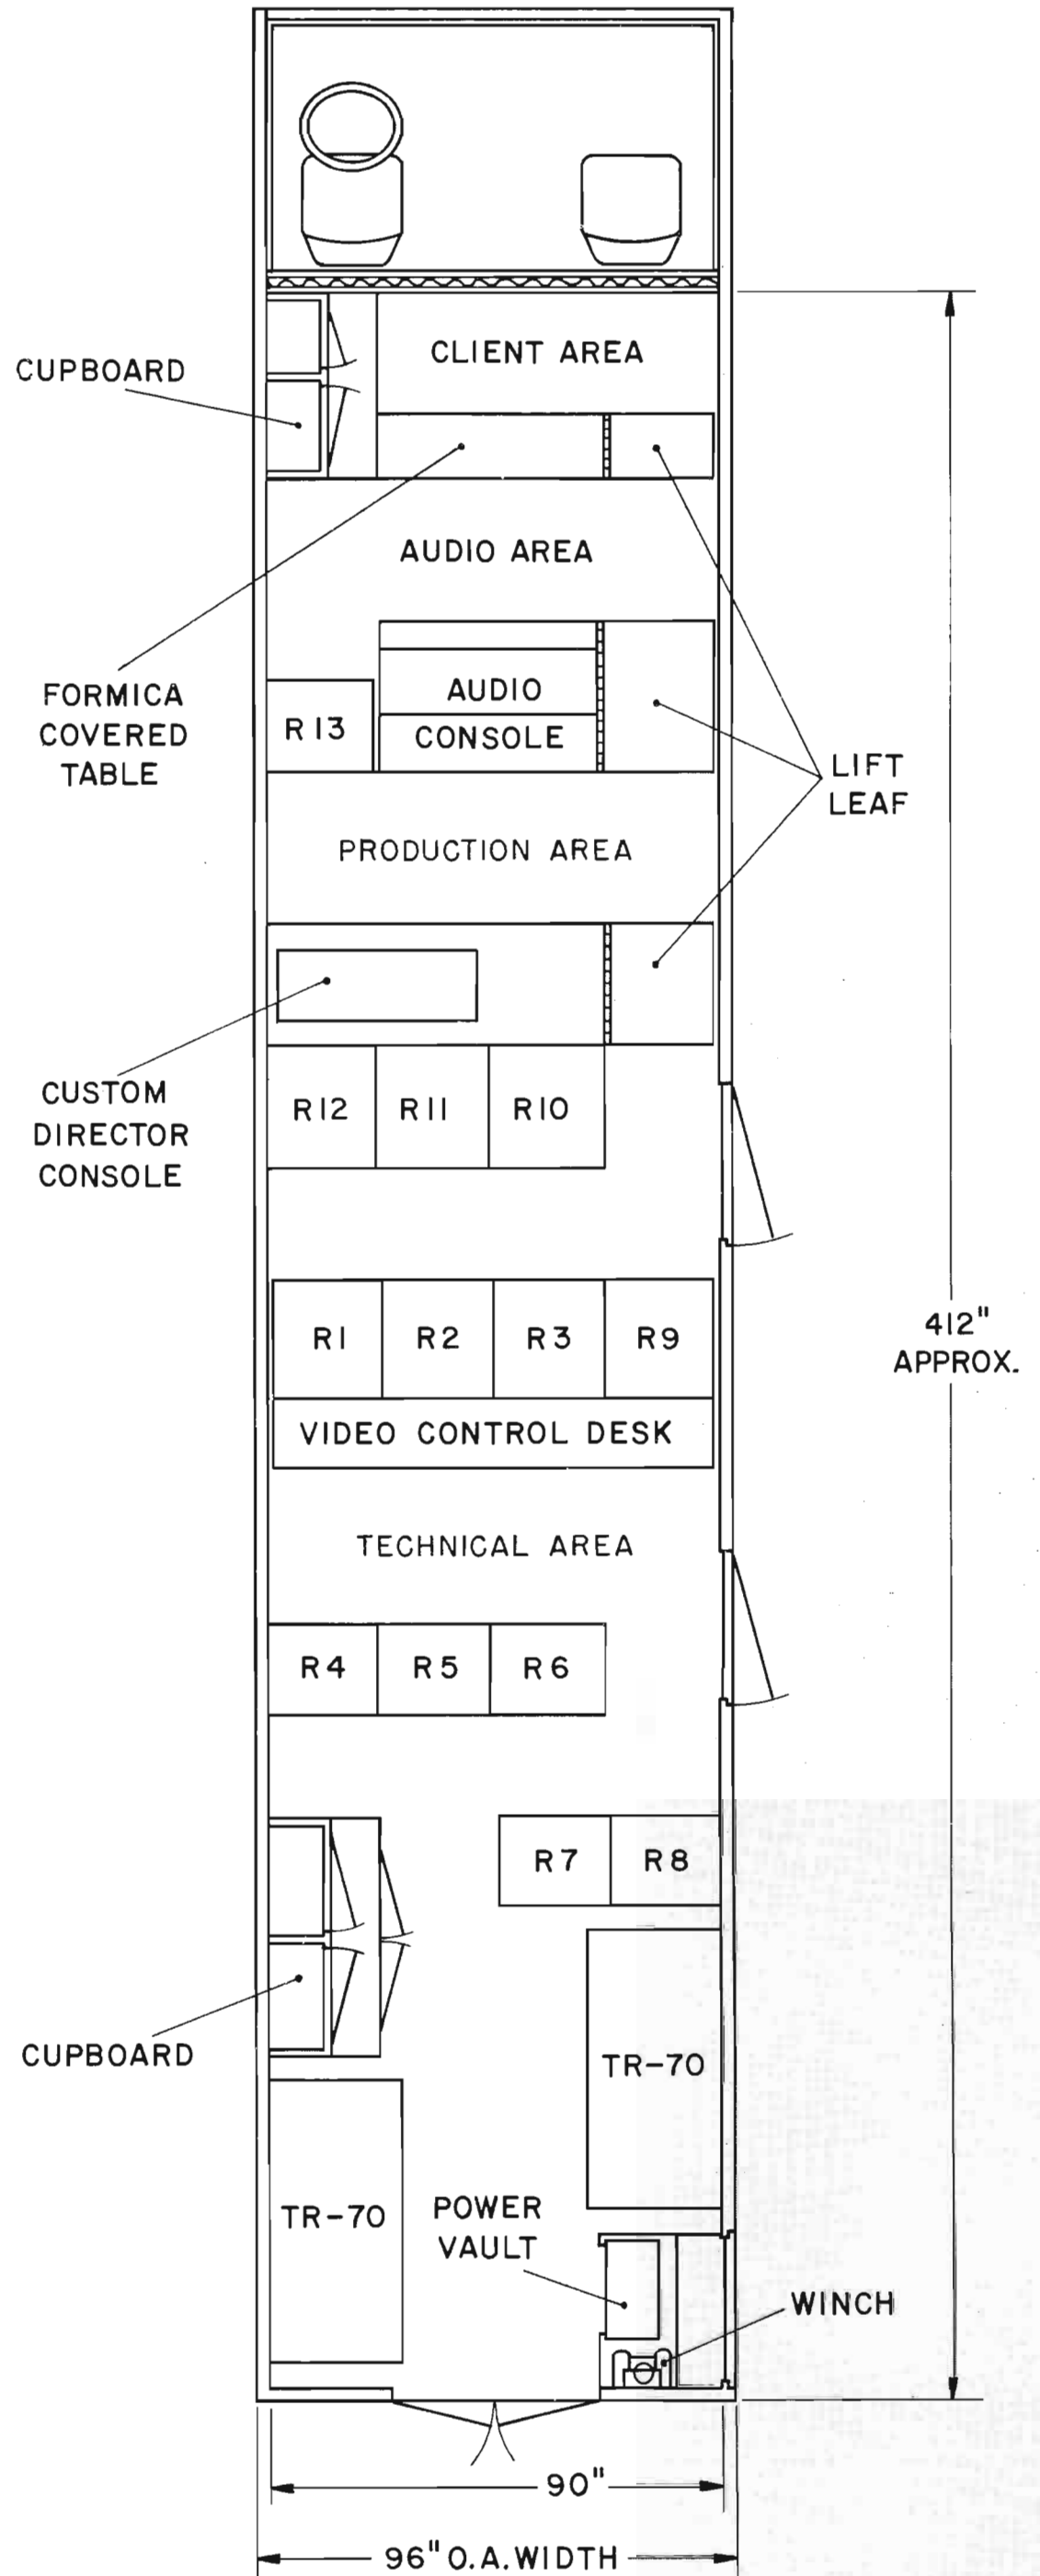 CLIENT AREA
CUPBOARD
AUDIO AREA
FORMICA
COVERED
TABLE
R13
AUDIO
CONSOLE
LIFT
LEAF
PRODUCTION AREA
CUSTOM
DIRECTOR
CONSOLE
R12 R11 R10
R1 R2 R3 R9
412"
APPROX.
VIDEO CONTROL DESK
TECHNICAL AREA
R4 R5 R6
R7 R8
CUPBOARD
TR-70
TR-70
POWER
VAULT
WINCH
90"
96" O.A. WIDTH